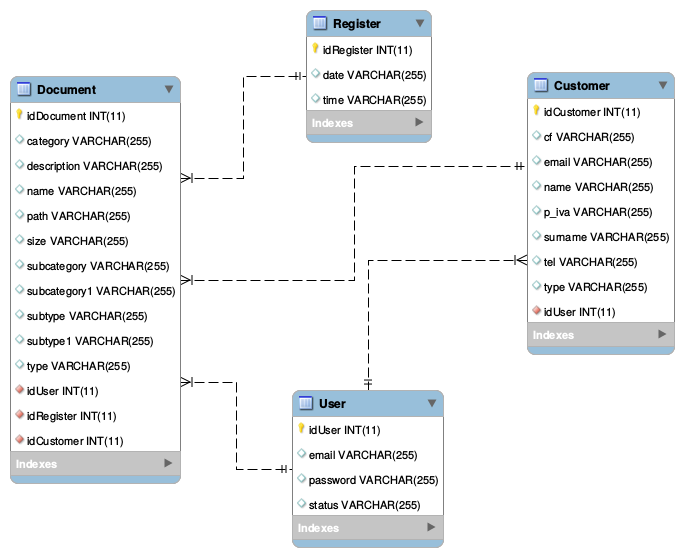 Register
idRegister INT(11)
date VARCHAR(255)
time VARCHAR(255)
Indexes
Document
idDocument INT(11)
category VARCHAR(255)
description VARCHAR(255)
name VARCHAR(255)
path VARCHAR(255)
size VARCHAR(255)
subcategory VARCHAR(255)
subcategory1 VARCHAR(255)
subtype VARCHAR(255)
subtype1 VARCHAR(255)
type VARCHAR(255)
idUser INT(11)
idRegister INT(11)
idCustomer INT(11)
Indexes
Customer
idCustomer INT(11)
cf VARCHAR(255)
email VARCHAR(255)
name VARCHAR(255)
p_iva VARCHAR(255)
surname VARCHAR(255)
tel VARCHAR(255)
type VARCHAR(255)
idUser INT(11)
Indexes
User
idUser INT(11)
email VARCHAR(255)
password VARCHAR(255)
status VARCHAR(255)
Indexes